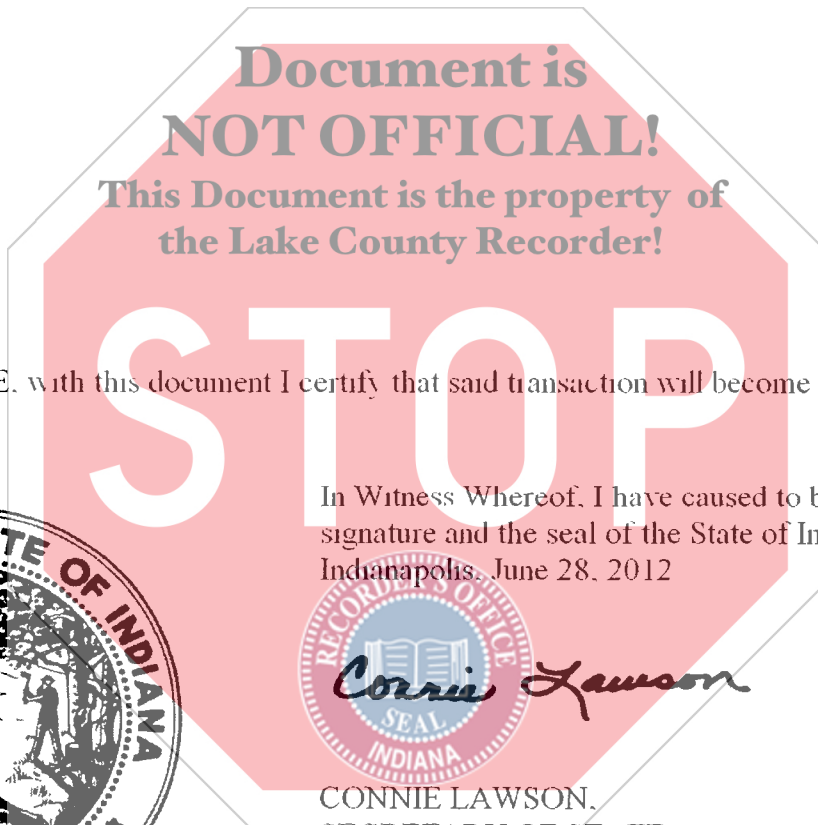 Document is
NOT OFFICIAL!
This Document is the property of
the Lake County Recorder!
STOP
E, with this document I certify that said transaction will become
In Witness Whereof, I have caused to b
signature and the seal of the State of In
Indianapolis, June 28, 2012
TE OF INDIANA
RECORDER'S OFFICE
SEAL
INDIANA
Connie Lawson
CONNIE LAWSON,